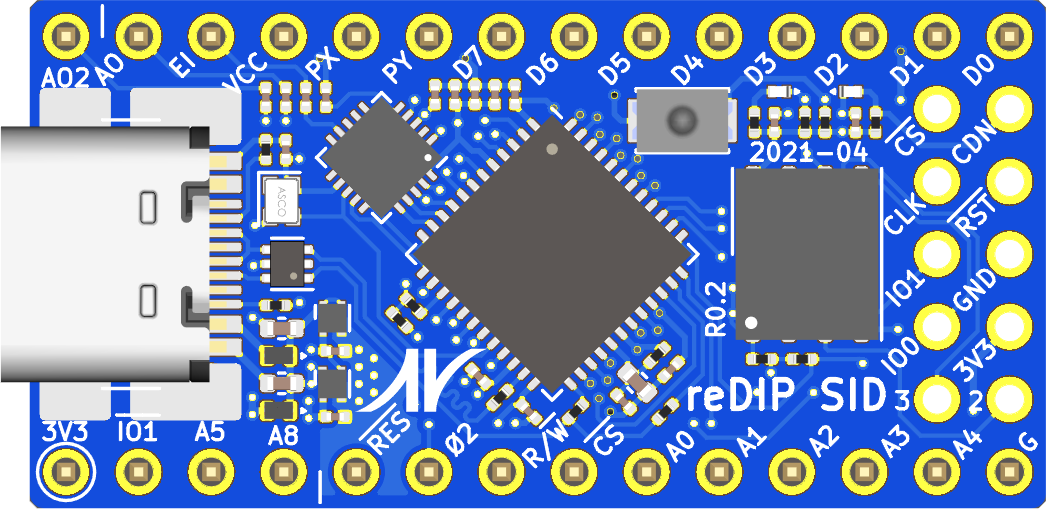 AO2
AO
EI
VCC
PX
PY
D7
D6
D5
D4
D3
D2
D1
D0
2021-04
CS
CDN
ASCO
CLK
RST
IO1
GND
R0.2
IO0
3V3
reDIP SID
3
2
3V3
IO1
A5
A8
RES
Ø2
R/W
CS
A0
A1
A2
A3
A4
G